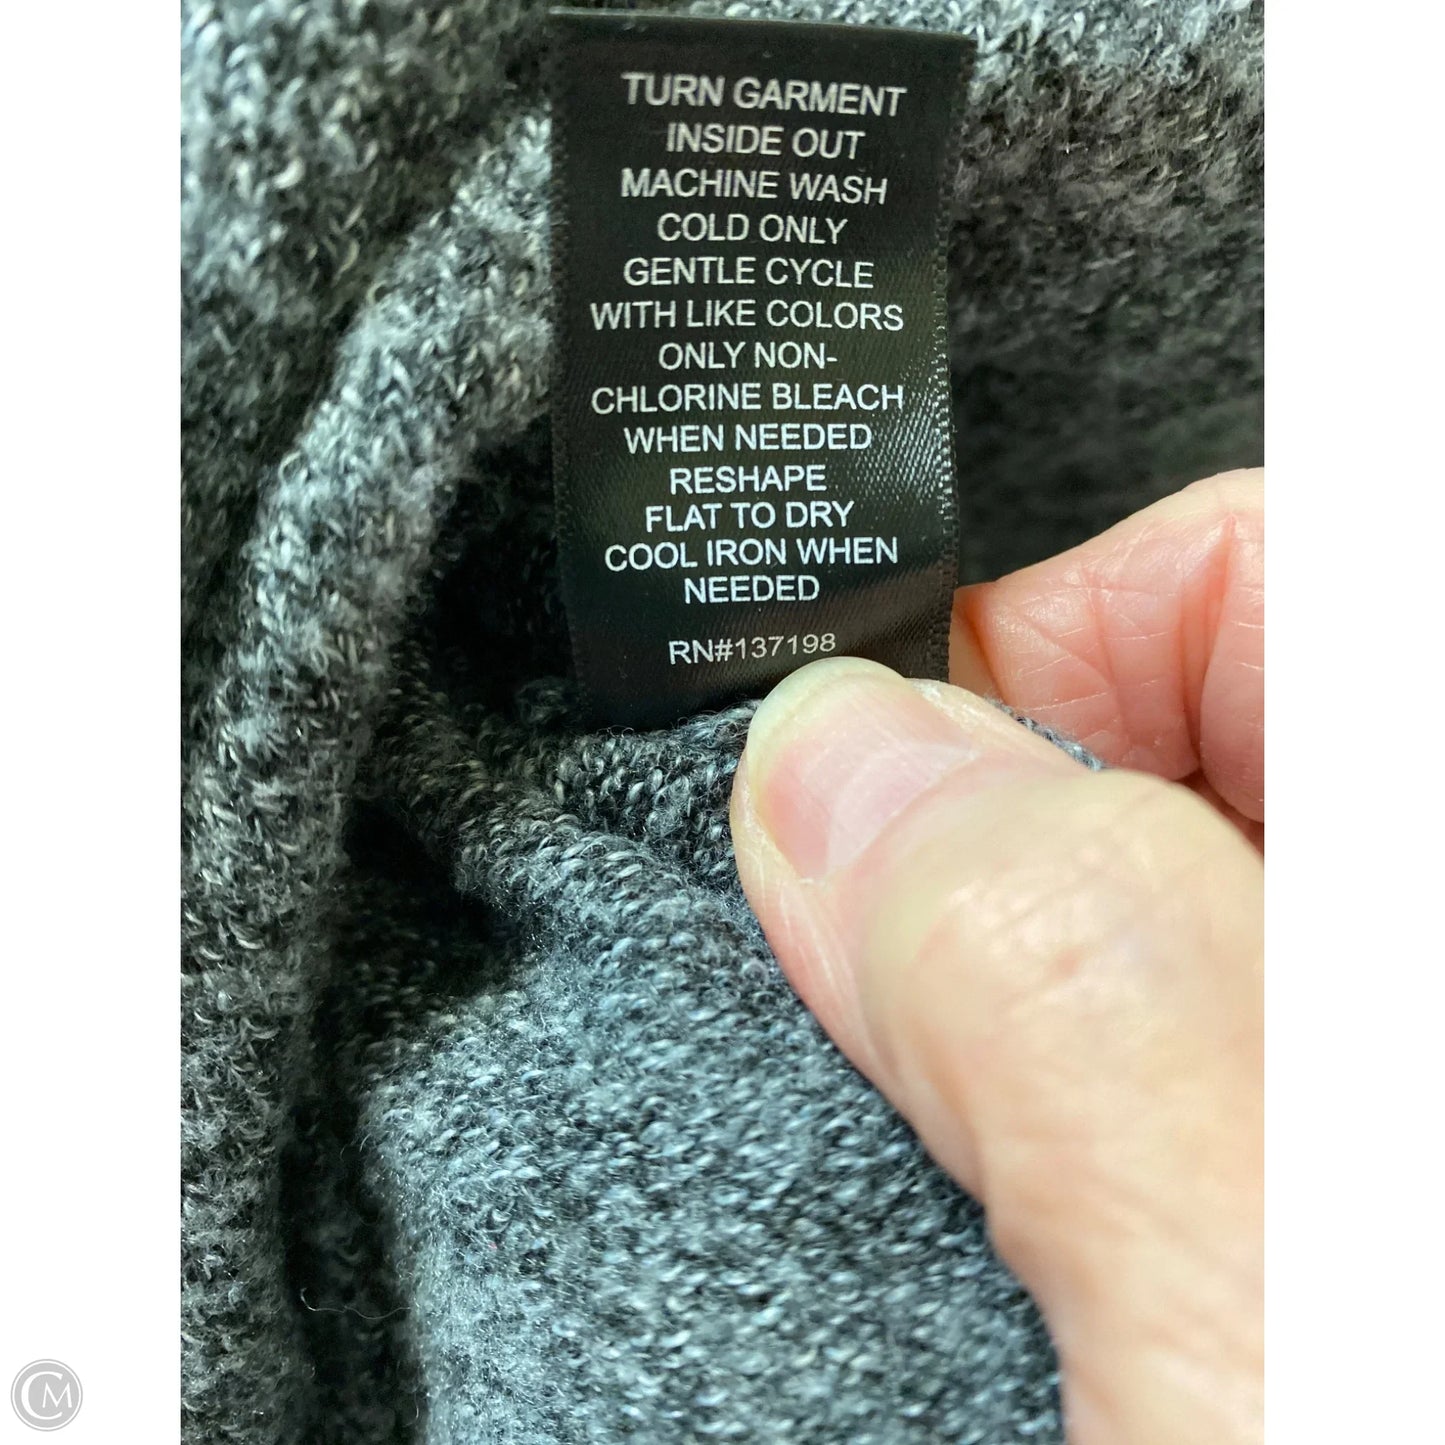 TURN GARMENT
INSIDE OUT
MACHINE WASH
COLD ONLY
GENTLE CYCLE
WITH LIKE COLORS
ONLY NON-
CHLORINE BLEACH
WHEN NEEDED
RESHAPE
FLAT TO DRY
COOL IRON WHEN
NEEDED
RN#137198
CM